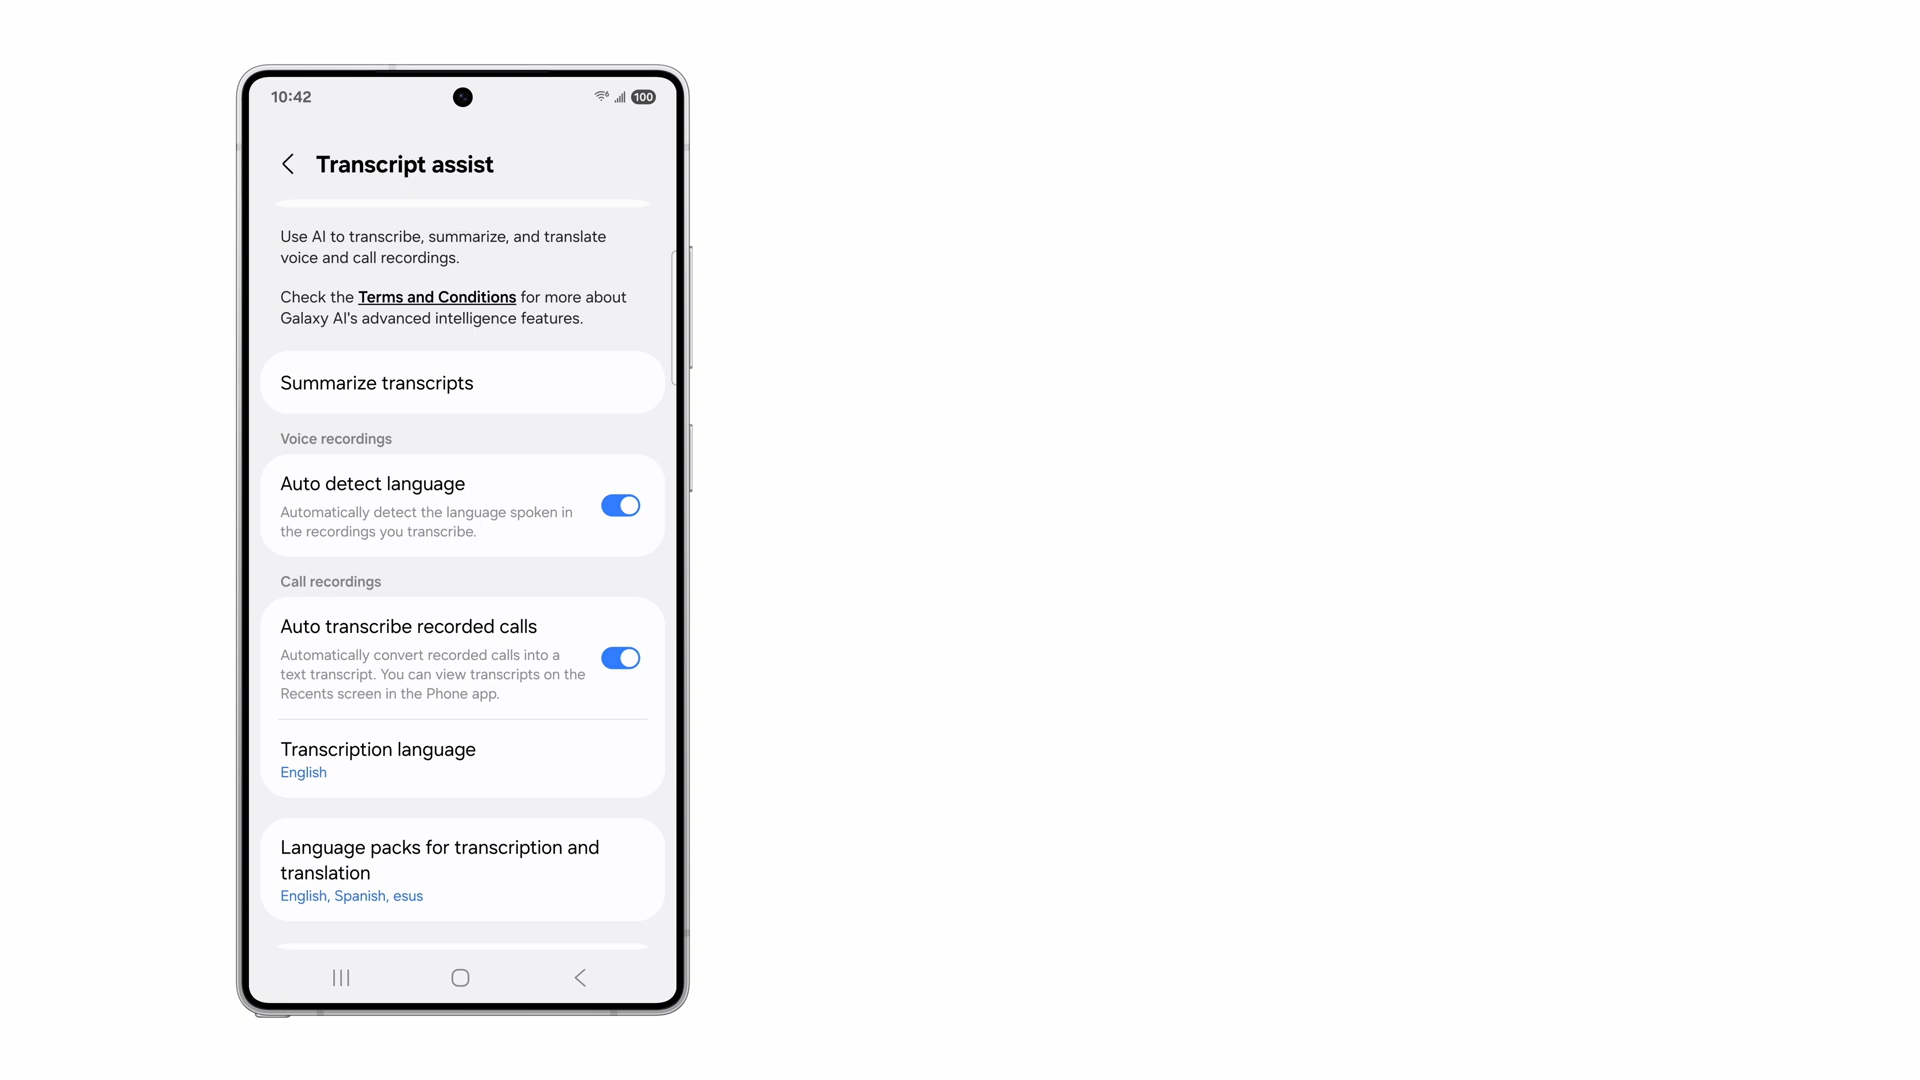 10:42
100
Transcript assist
Use AI to transcribe, summarize, and translate
voice and call recordings.
Check the Terms and Conditions for more about
Galaxy AI's advanced intelligence features.
Summarize transcripts
Voice recordings
Auto detect language
Automatically detect the language spoken in
the recordings you transcribe.
Call recordings
Auto transcribe recorded calls
Automatically convert recorded calls into a
text transcript. You can view transcripts on the
Recents screen in the Phone app.
Transcription language
English
Language packs for transcription and
translation
English, Spanish, esus